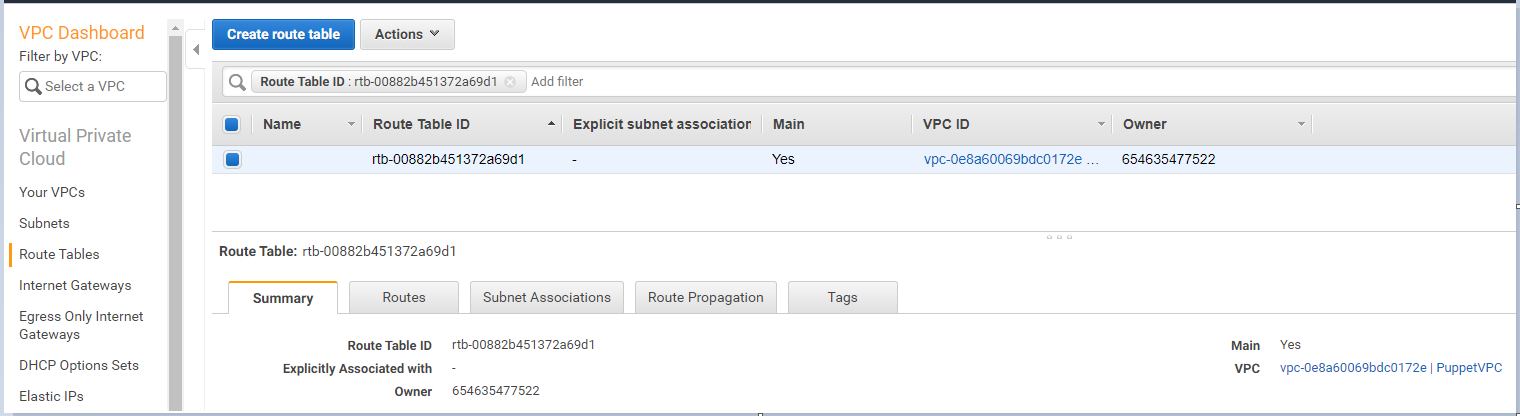 VPC Dashboard
Filter by VPC:
Select a VPC
Virtual Private
Cloud
Your VPCs
Subnets
Route Tables
Internet Gateways
Egress Only Internet
Gateways
DHCP Options Sets
Elastic IPs
Create route table Actions
Route Table ID : rtb-00882b451372a69d1 Add filter
Name Route Table ID Explicit subnet association Main VPC ID Owner
rtb-00882b451372a69d1 - Yes vpc-0e8a60069bdc0172e ... 654635477522
Route Table: rtb-00882b451372a69d1
Summary Routes Subnet Associations Route Propagation Tags
Route Table ID rtb-00882b451372a69d1 Main Yes
Explicitly Associated with - VPC vpc-0e8a60069bdc0172e | PuppetVPC
Owner 654635477522